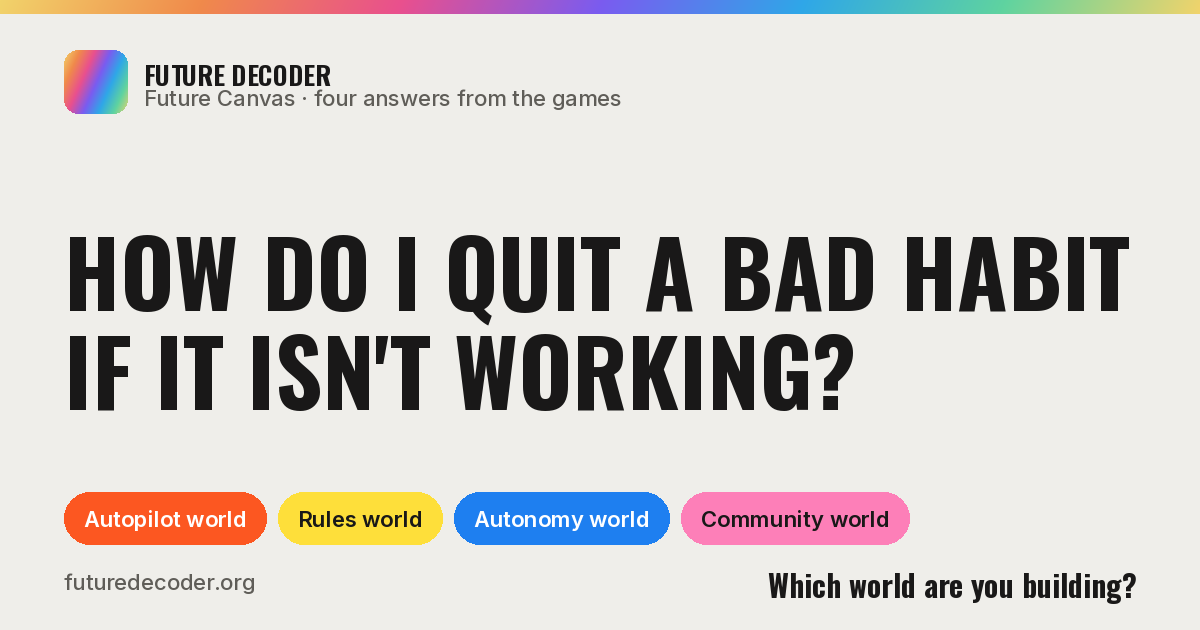 FUTURE DECODER
Future Canvas · four answers from the games
HOW DO I QUIT A BAD HABIT
IF IT ISN'T WORKING?
Autopilot world
Rules world
Autonomy world
Community world
futuredecoder.org
Which world are you building?